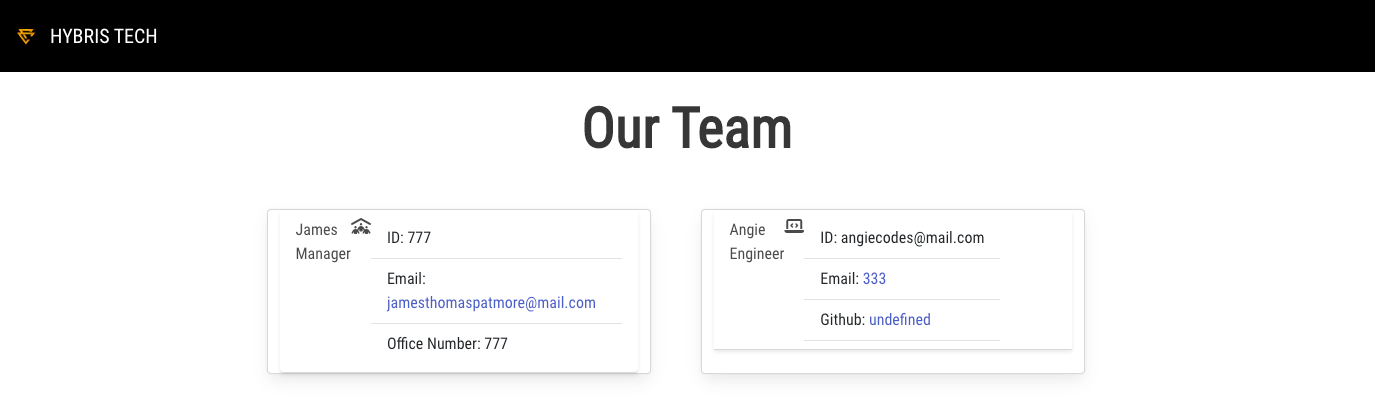 HYBRIS TECH
Our Team
James
Manager
ID: 777
Email:
jamesthomaspatmore@mail.com
Office Number: 777
Angie
Engineer
ID: angiecodes@mail.com
Email: 333
Github: undefined